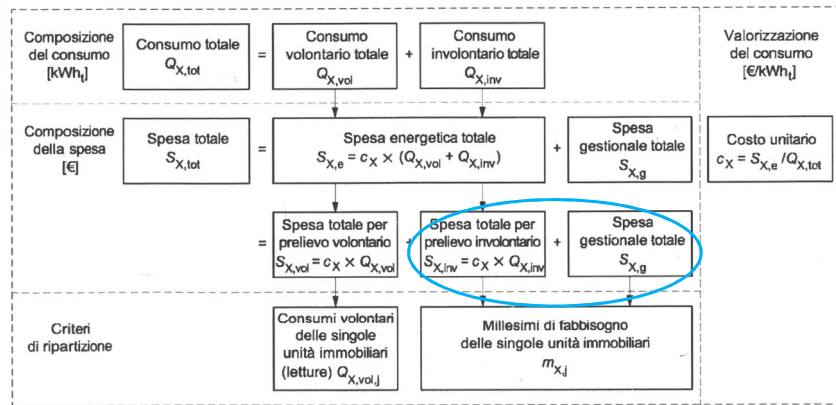 Composizione
del consumo
[kWht]
Consumo totale
QX,tot
=
Consumo
volontario totale
QX,vol
+
Consumo
involontario totale
QX,inv
Valorizzazione
del consumo
[€/kWht]
Composizione
della spesa
[€]
Spesa totale
SX,tot
=
Spesa energetica totale
SX,e = cX × (QX,vol + QX,inv)
+
Spesa
gestionale totale
SX,g
Costo unitario
cX = SX,e /QX,tot
=
Spesa totale per
prelievo volontario
SX,vol = cX × QX,vol
+
Spesa totale per
prelievo involontario
SX,inv = cX × QX,inv
+
Spesa
gestionale totale
SX,g
Criteri
di ripartizione
Consumi volontari
delle singole
unità immobiliari
(letture) QX,vol,j
Millesimi di fabbisogno
delle singole unità immobiliari
mX,j